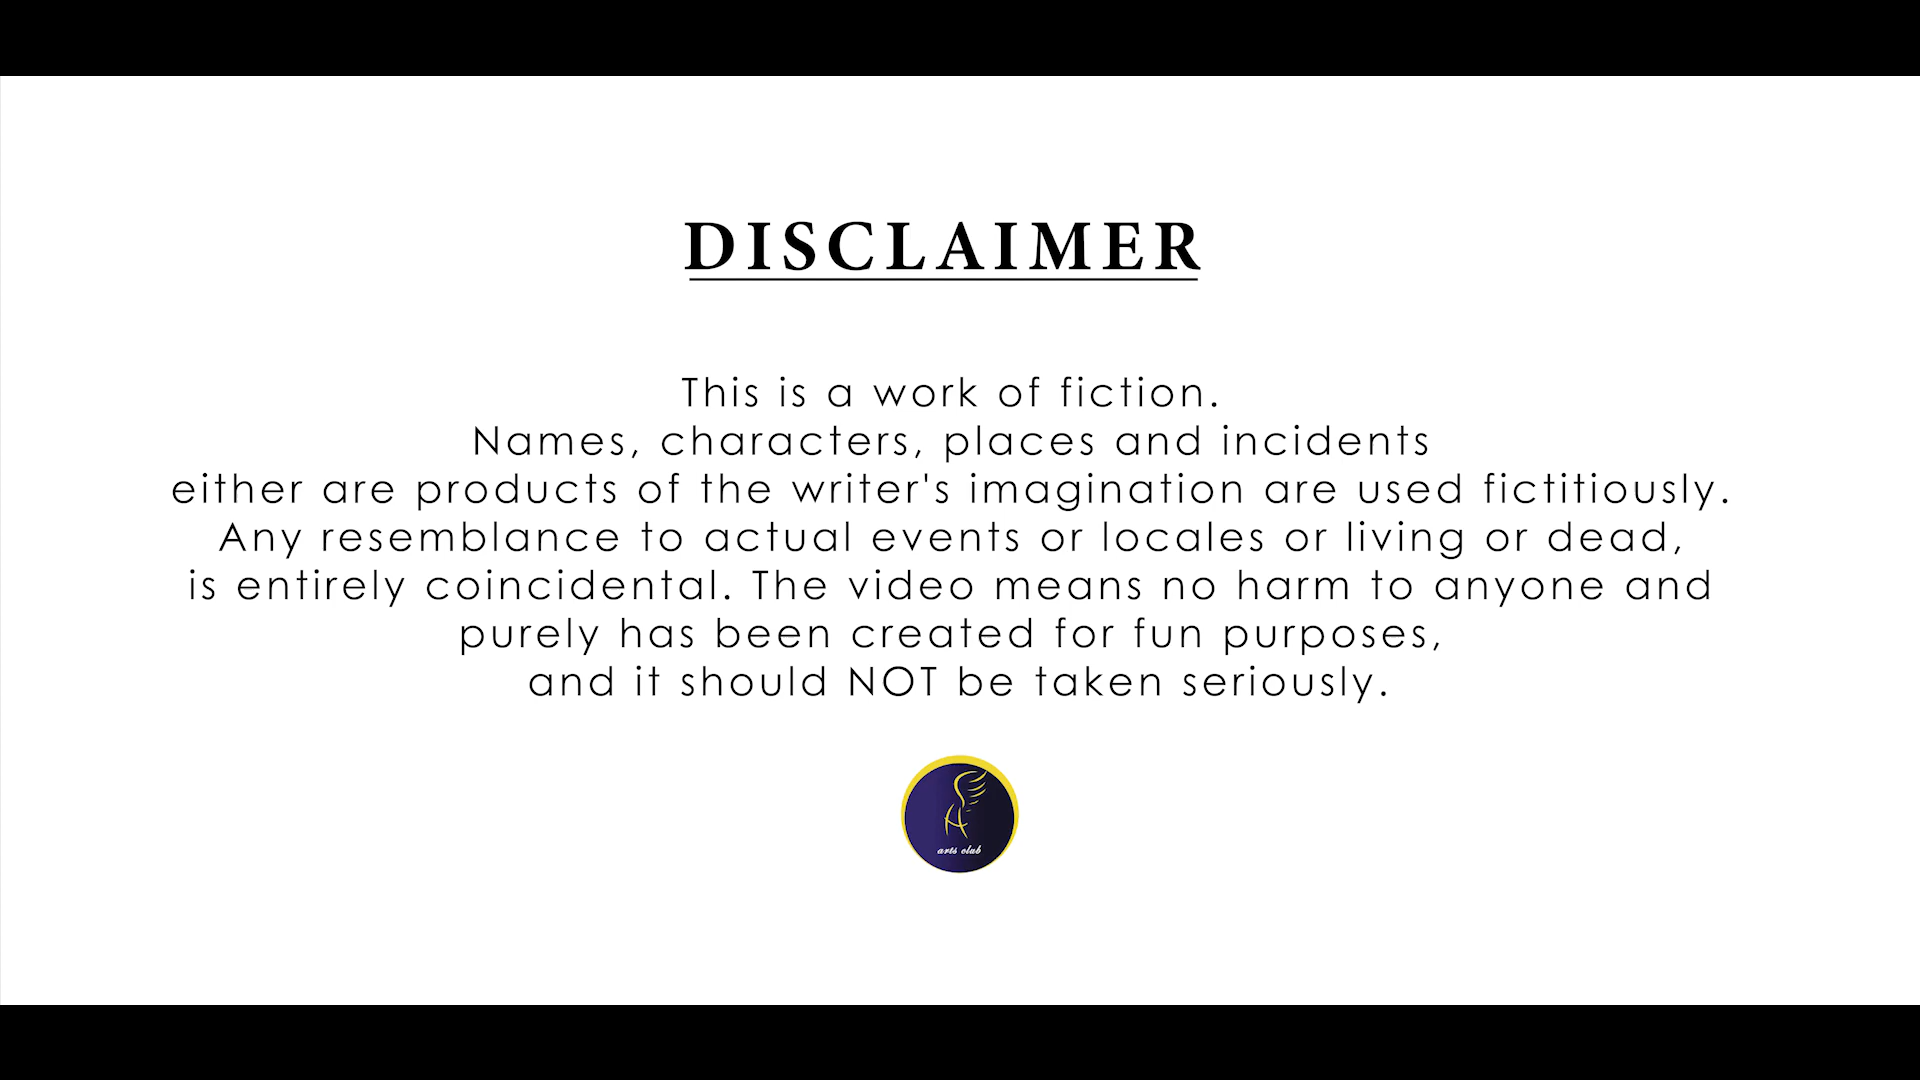 DISCLAIMER
This is a work of fiction.
Names, characters, places and incidents
either are products of the writer's imagination are used fictitiously.
Any resemblance to actual events or locales or living or dead,
is entirely coincidental. The video means no harm to anyone and
purely has been created for fun purposes,
and it should NOT be taken seriously.
arts club